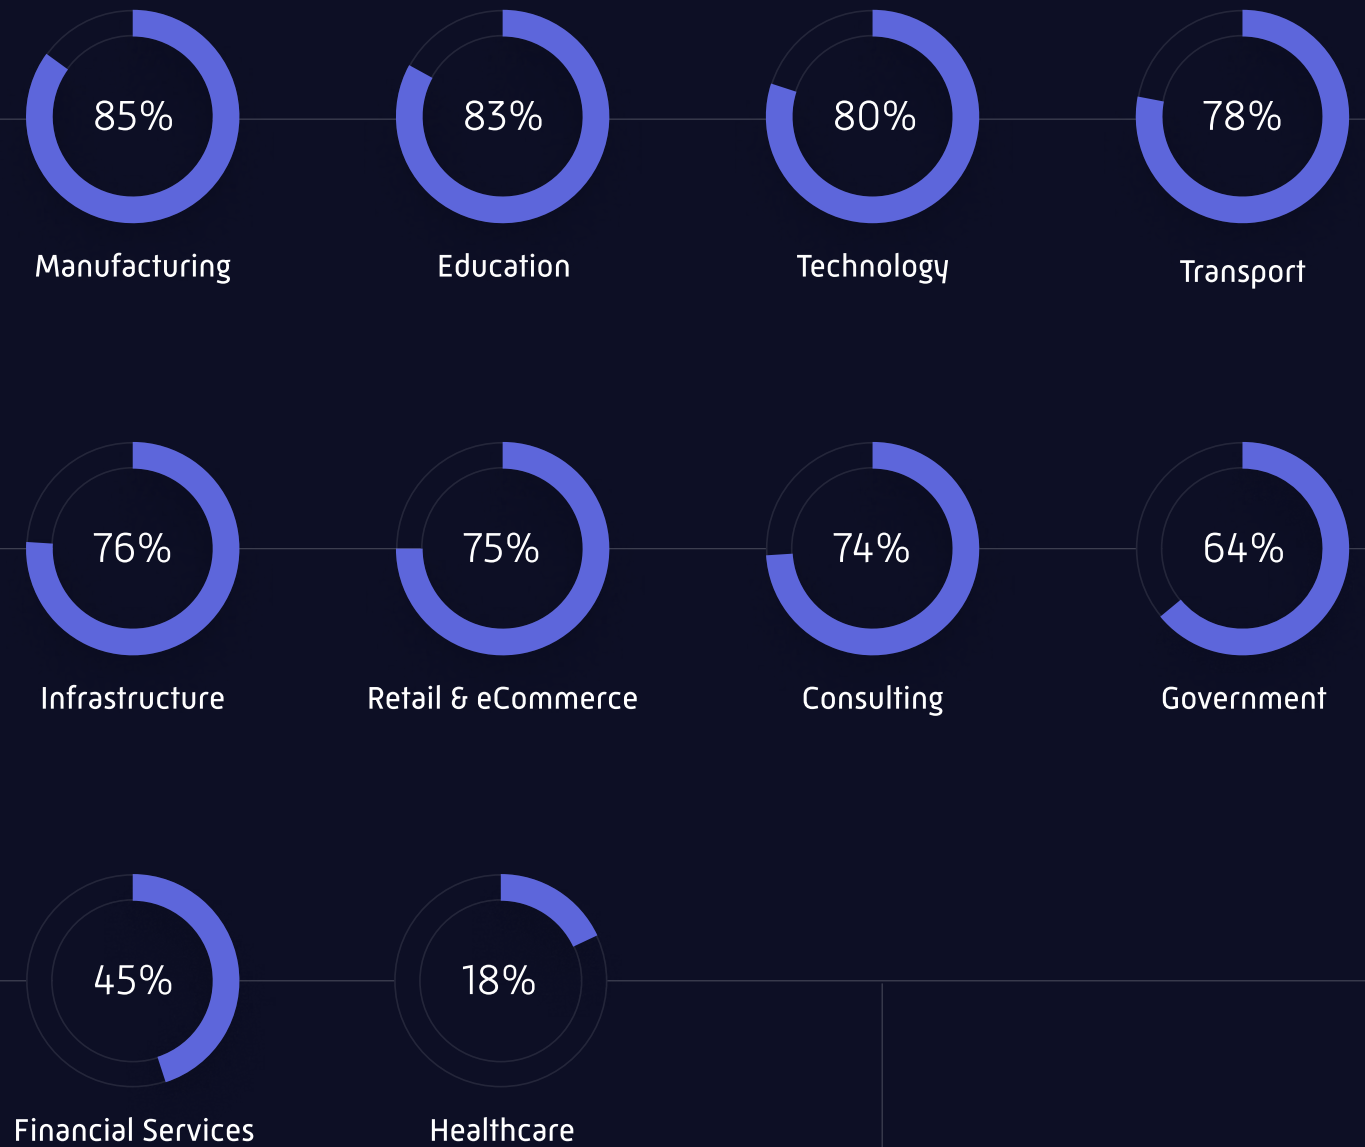 85%
83%
80%
78%
Manufacturing
Education
Technology
Transport
76%
75%
74%
64%
Infrastructure
Retail & eCommerce
Consulting
Government
45%
18%
Financial Services
Healthcare